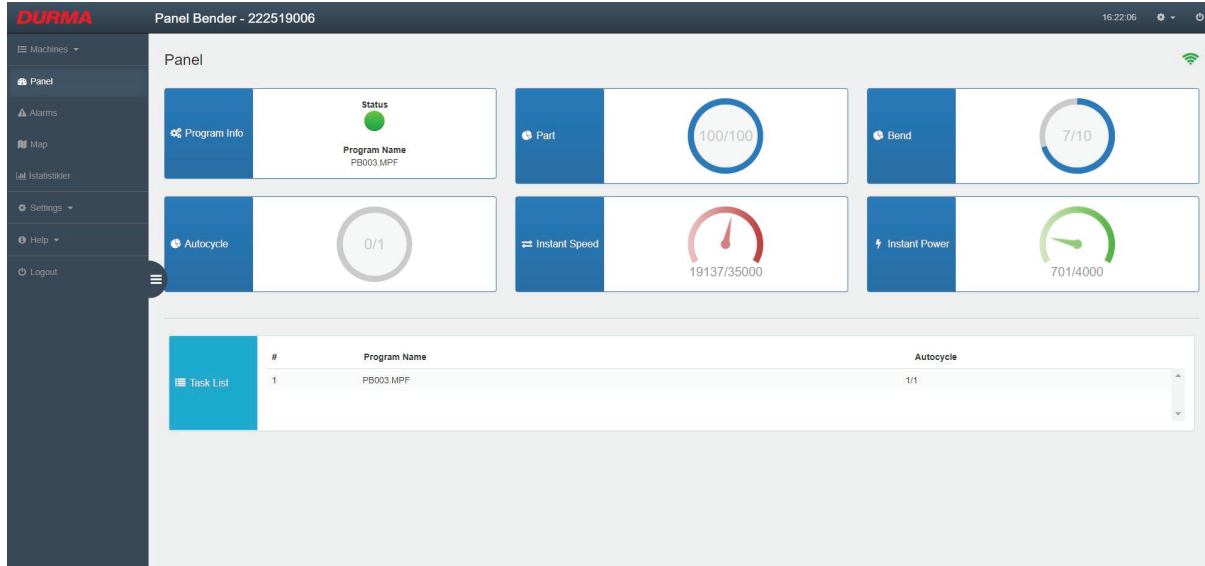 DURMA
Panel Bender - 222519006
16:22:06
Machines
Panel
Alarms
Map
İstatistikler
Settings
Help
Logout
Panel
Program Info
Status
Program Name
PB003.MPF
Part
100/100
Bend
7/10
Autocycle
0/1
Instant Speed
19137/35000
Instant Power
701/4000
Task List
# Program Name Autocycle
1 PB003.MPF 1/1